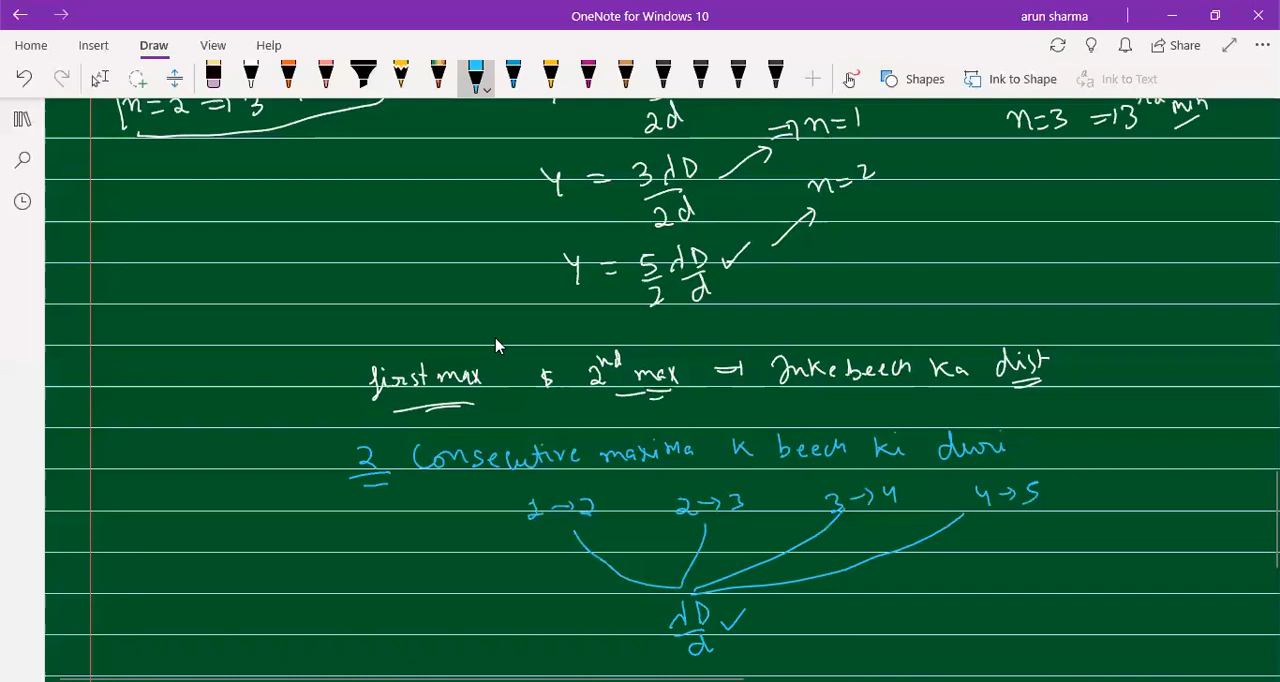 OneNote for Windows 10
arun sharma
Home Insert Draw View Help
Share
Shapes Ink to Shape Ink to Text
n=2 =) 3
2d
=) n=1
n=3 =) 3rd min
Y = 3λD/2d
n=2
Y = 5/2 λD/d ✓
first max $ 2nd max =) Inke beech ka dist
2 Consecutive maxima k beech ki duri
1→2 2→3 3→4 4→5
λD/d ✓